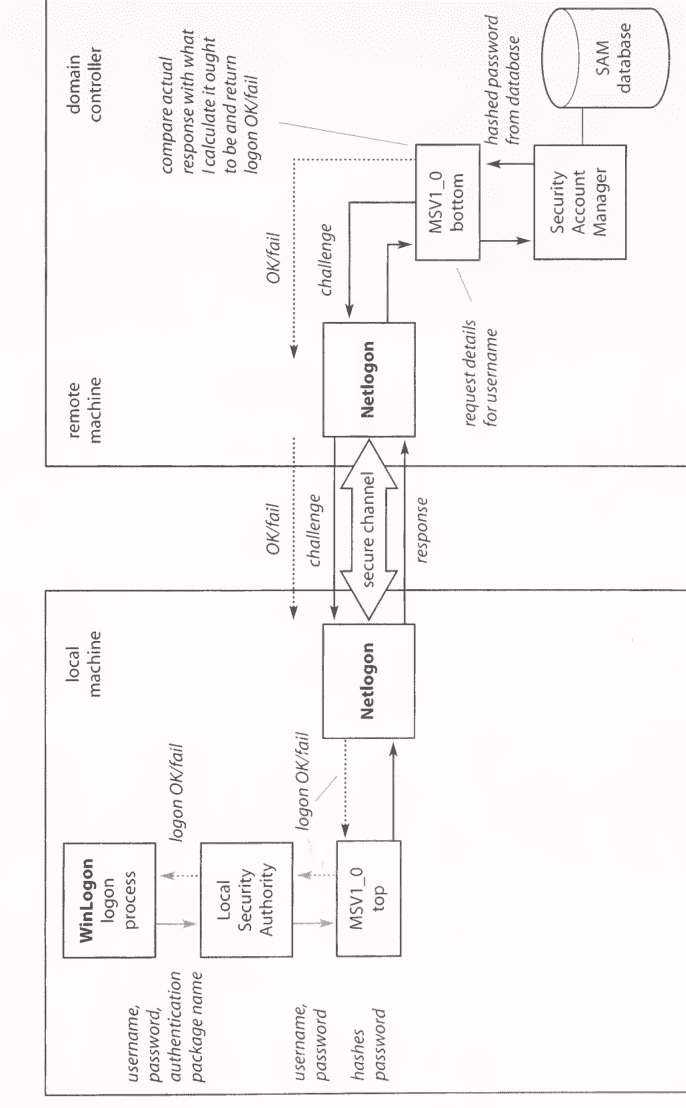 local
machine
WinLogon
logon
process
username,
password,
authentication
package name
logon OK/fail
Local
Security
Authority
username,
password
logon OK/fail
MSV1_0
top
hashes
password
Netlogon
OK/fail
challenge
secure channel
response
remote
machine
domain
controller
Netlogon
OK/fail
challenge
compare actual
response with what
I calculate it ought
to be and return
logon OK/fail
MSV1_0
bottom
request details
for username
hashed password
from database
Security
Account
Manager
SAM
database